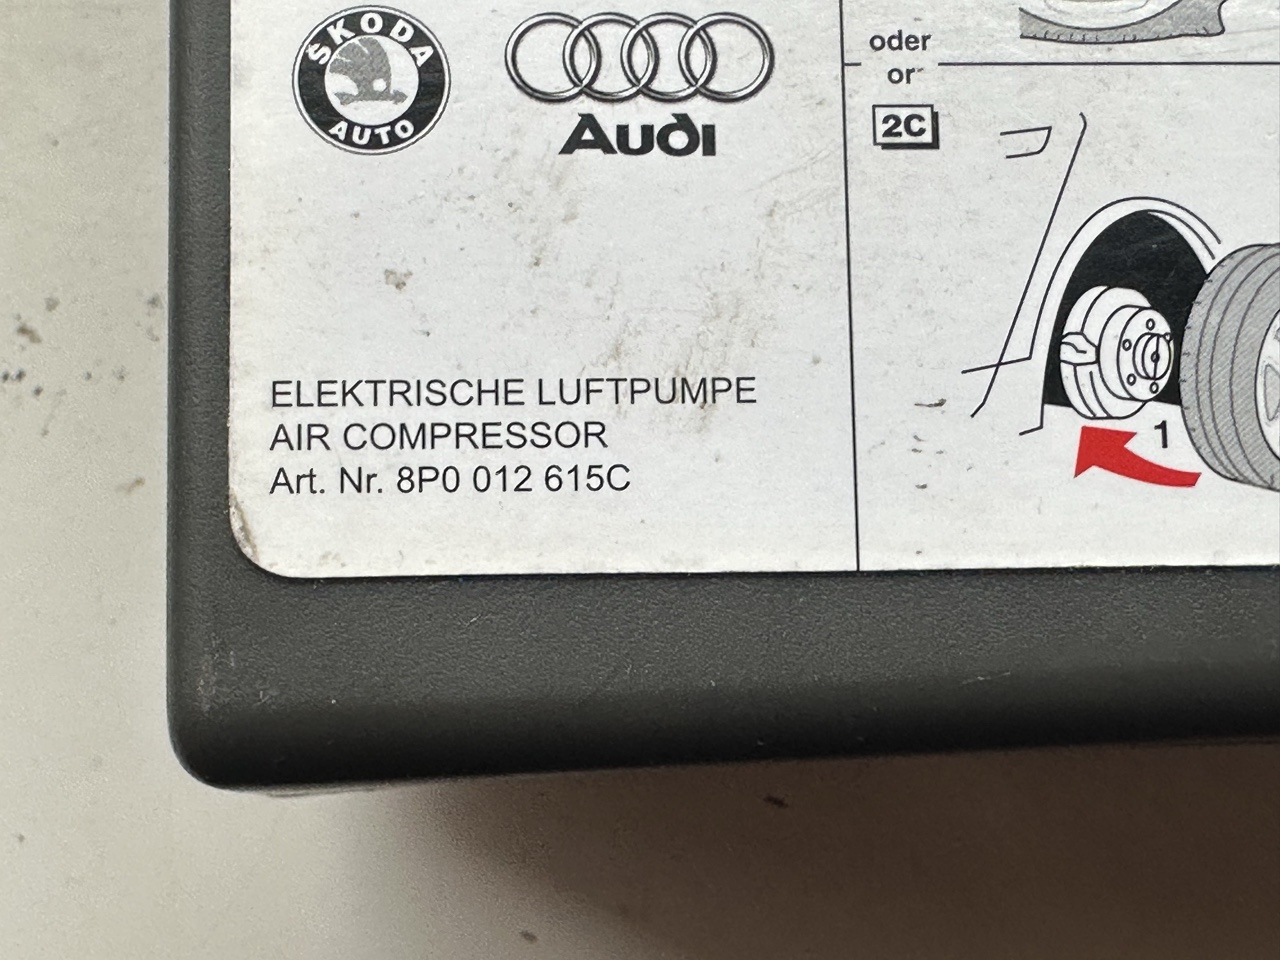 ŠKODA
AUTO
Audi
ELEKTRISCHE LUFTPUMPE
AIR COMPRESSOR
Art. Nr. 8P0 012 615C
oder
or
2C
1